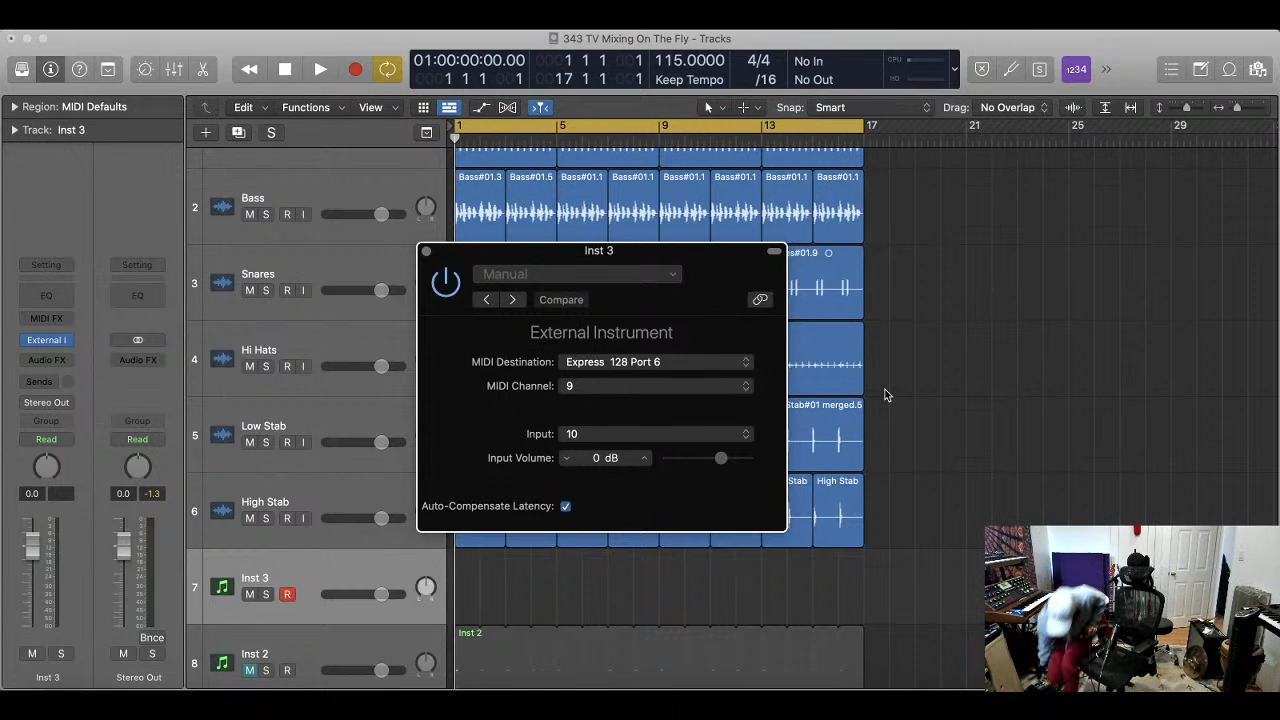 343 TV Mixing On The Fly - Tracks
01:00:00:00.00
1 1 1 1
1 1 1 1
17 1 1 1
115.0000
Keep Tempo
4/4
/16
No In
No Out
CPU
HD
1234
Region: MIDI Defaults
Track: Inst 3
Edit
Functions
View
Snap: Smart
Drag: No Overlap
S
1 5 9 13 17 21 25 29
Setting Setting
EQ EQ
MIDI FX
External I
Audio FX Audio FX
Sends
Stereo Out
Group Group
Read Read
0.0 0.0 -1.3
Bnce
M S M S
Inst 3 Stereo Out
2 Bass
M S R I
Bass#01.3 Bass#01.5 Bass#01.1 Bass#01.1 Bass#01.1 Bass#01.1 Bass#01.1 Bass#01.1
3 Snares
M S R I
es#01.9
4 Hi Hats
M S R I
5 Low Stab
M S R I
Stab#01 merged.5
6 High Stab
M S R I
Stab High Stab
7 Inst 3
M S R
8 Inst 2
M S R
Inst 2
Inst 3
Manual
Compare
External Instrument
MIDI Destination: Express 128 Port 6
MIDI Channel: 9
Input: 10
Input Volume: 0 dB
Auto-Compensate Latency: